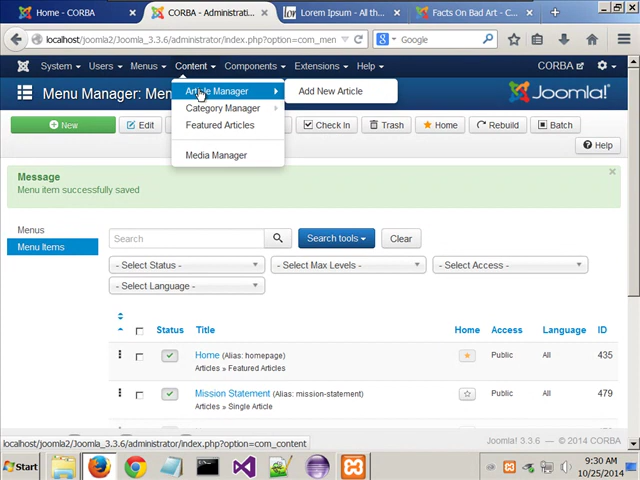 Home - CORBA ×
CORBA - Administrati... ×
Lorem Ipsum - All th... ×
Facts On Bad Art - C... ×
+
localhost/joomla2/Joomla_3.3.6/administrator/index.php?option=com_men
Google
System Users Menus Content Components Extensions Help CORBA
Menu Manager: Men
Joomla!
Article Manager
Add New Article
Category Manager
Featured Articles
Media Manager
New Edit Check In Trash Home Rebuild Batch
Help
Message
Menu item successfully saved
×
Menus
Menu Items
Search Search tools Clear
- Select Status - - Select Max Levels - - Select Access -
- Select Language -
Status Title Home Access Language ID
Home (Alias: homepage) Public All 435
Articles » Featured Articles
Mission Statement (Alias: mission-statement) Public All 479
Articles » Single Article
localhost/joomla2/Joomla_3.3.6/administrator/index.php?option=com_content
Joomla! 3.3.6 — © 2014 CORBA
Start
9:30 AM
10/25/2014